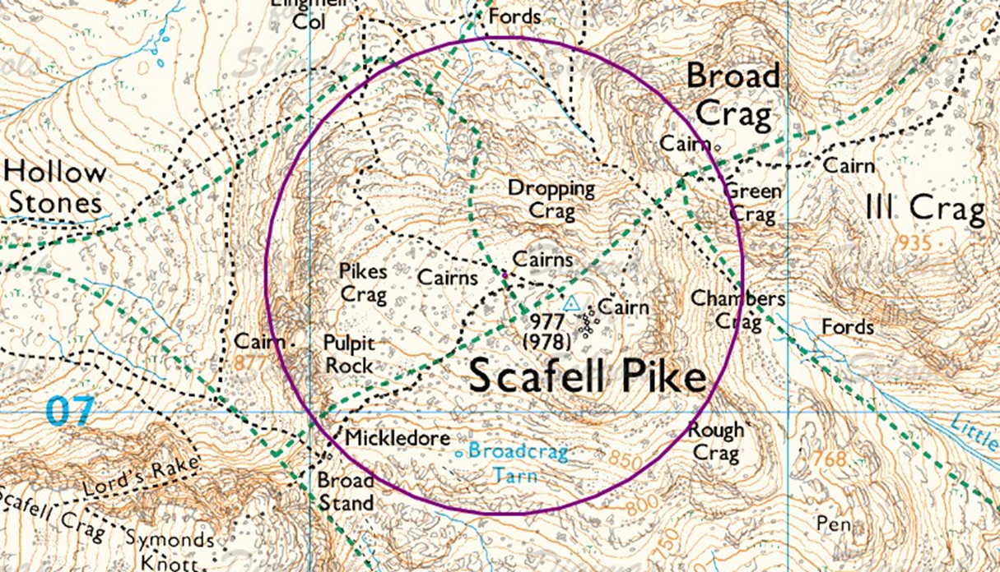 Lingmell
Col
Fords
Broad
Crag
Cairn
Cairn
Hollow
Stones
Dropping
Crag
Green
Crag
Ill Crag
935
Cairns
Pikes
Crag
Cairns
Cairn
977
(978)
Chambers
Crag
Fords
Cairn
877
Pulpit
Rock
Scafell Pike
07
Mickledore
Broadcrag
Tarn
850
Rough
Crag
768
Little
Lord's Rake
Broad
Stand
800
Scafell Crag
Symonds
Knott
Pen
750